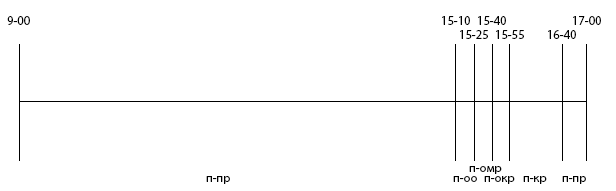 9-00 15-10 15-40 17-00
15-25 15-55 16-40
п-омр
п-пр п-оо п-окр п-кр п-пр